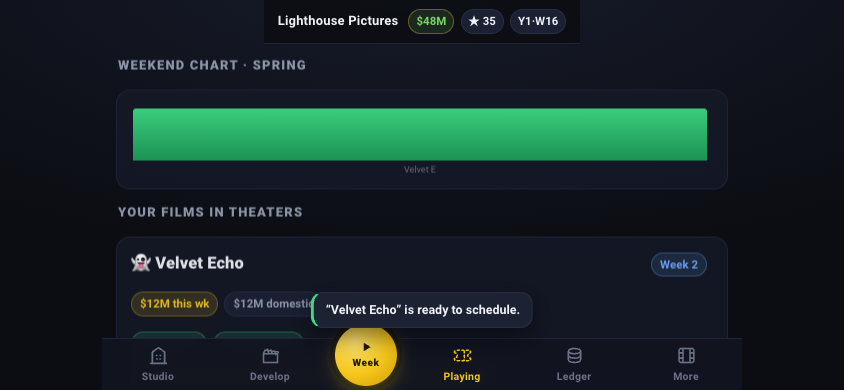 Lighthouse Pictures $48M ★ 35 Y1·W16
WEEKEND CHART · SPRING
Velvet E
YOUR FILMS IN THEATERS
👻 Velvet Echo Week 2
$12M this wk $12M domestic
"Velvet Echo" is ready to schedule.
Week
Studio Develop Playing Ledger More